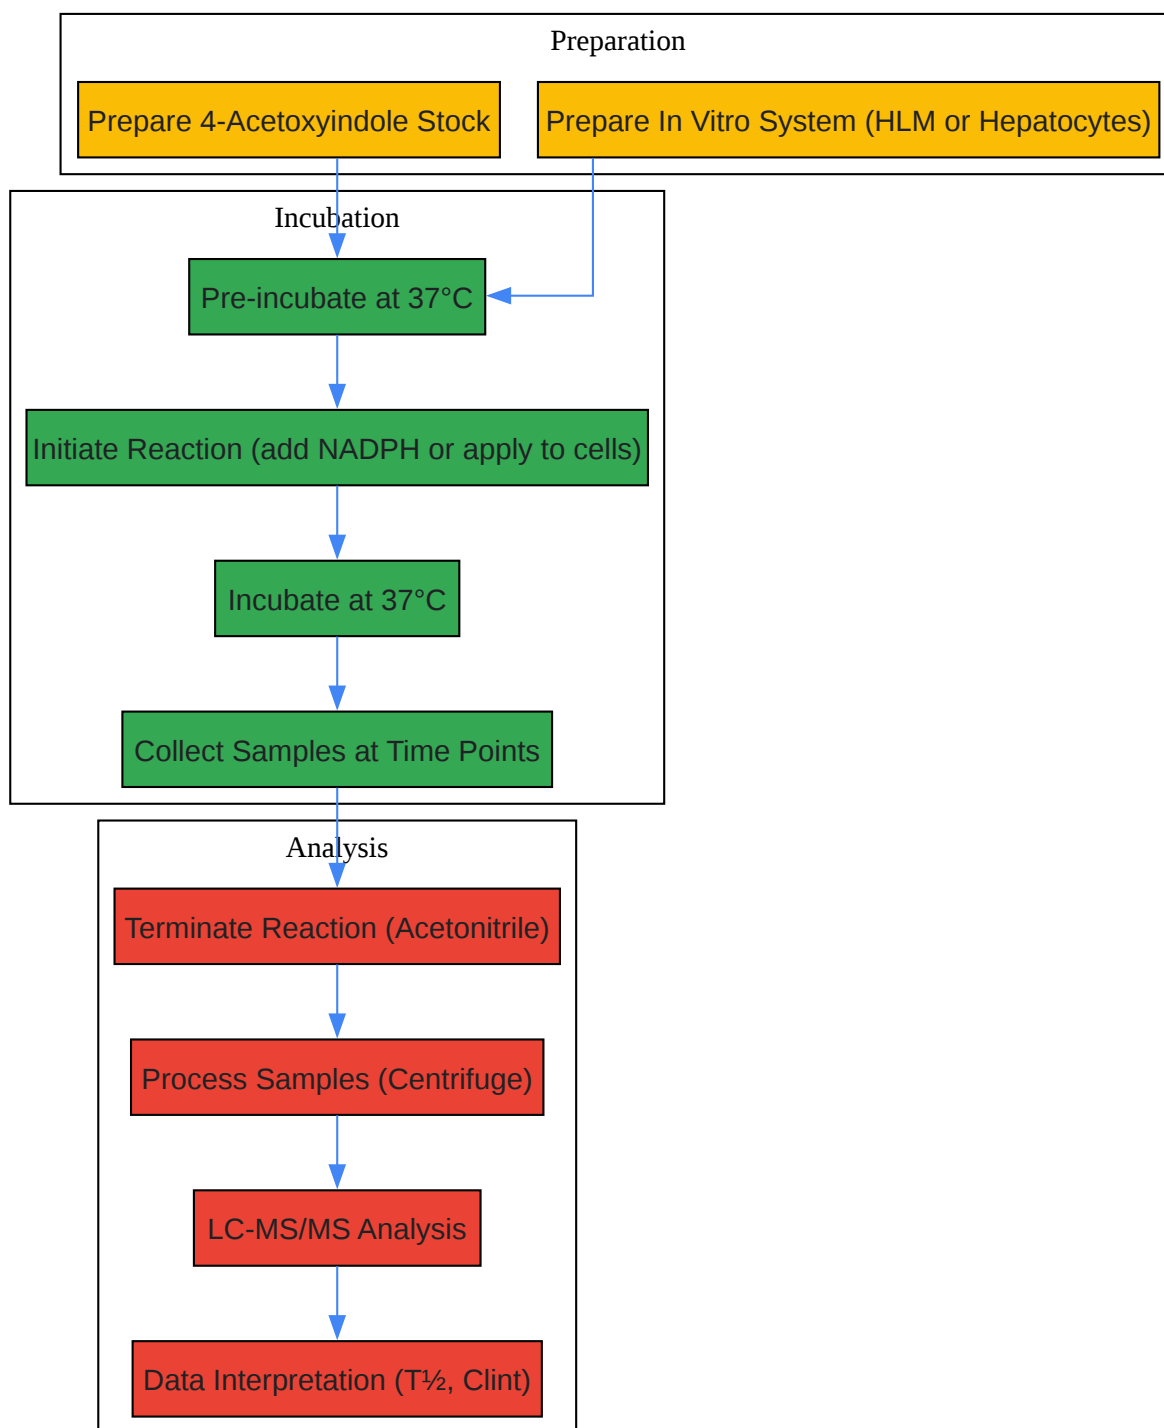 Preparation
Prepare 4-Acetoxyindole Stock
Prepare In Vitro System (HLM or Hepatocytes)
Incubation
Pre-incubate at 37°C
Initiate Reaction (add NADPH or apply to cells)
Incubate at 37°C
Collect Samples at Time Points
Analysis
Terminate Reaction (Acetonitrile)
Process Samples (Centrifuge)
LC-MS/MS Analysis
Data Interpretation (T½, Clint)